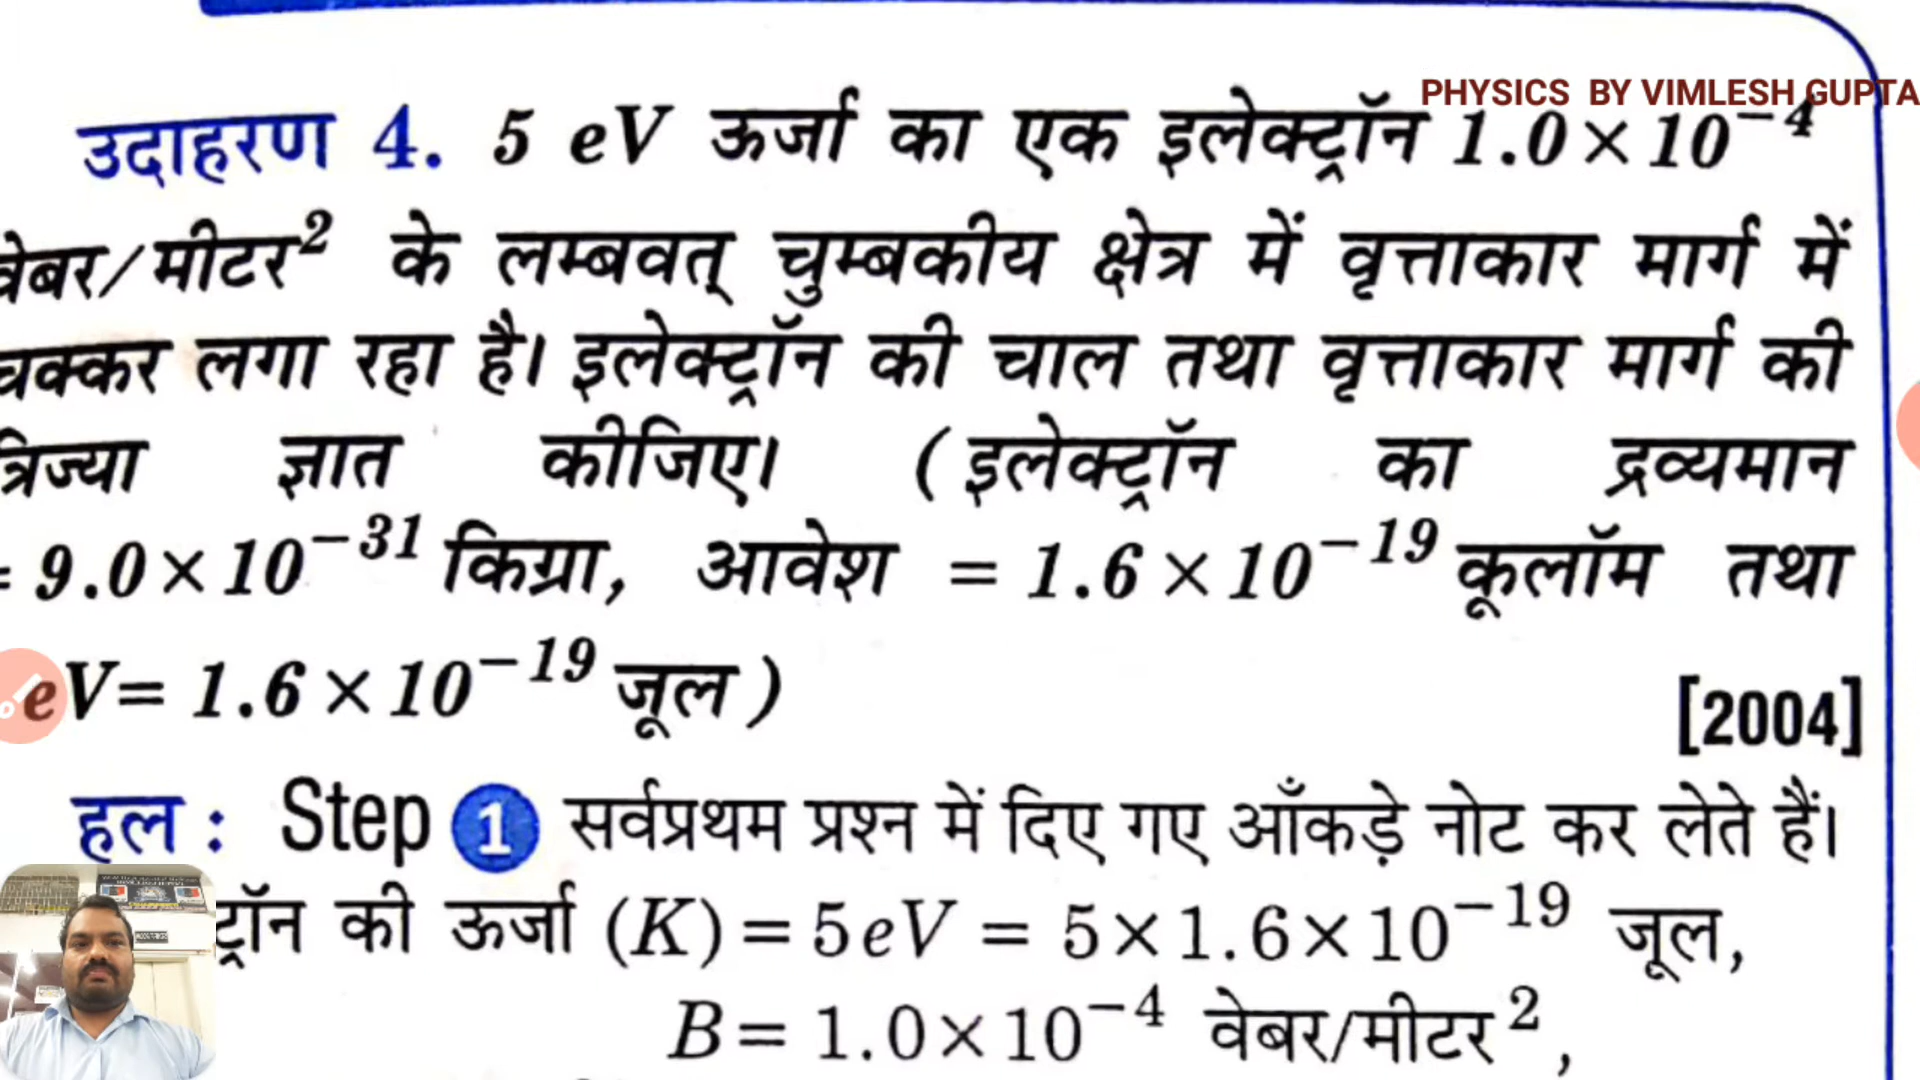 PHYSICS BY VIMLESH GUPTA
उदाहरण 4. 5 eV ऊर्जा का एक इलेक्ट्रॉन 1.0×10⁻⁴
वेबर/मीटर² के लम्बवत् चुम्बकीय क्षेत्र में वृत्ताकार मार्ग में
चक्कर लगा रहा है। इलेक्ट्रॉन की चाल तथा वृत्ताकार मार्ग की
त्रिज्या ज्ञात कीजिए। (इलेक्ट्रॉन का द्रव्यमान
= 9.0×10⁻³¹ किग्रा, आवेश = 1.6×10⁻¹⁹ कूलॉम तथा
eV= 1.6×10⁻¹⁹ जूल)
[2004]
हल : Step 1 सर्वप्रथम प्रश्न में दिए गए आँकड़े नोट कर लेते हैं।
ट्रॉन की ऊर्जा (K) = 5eV = 5×1.6×10⁻¹⁹ जूल,
B = 1.0×10⁻⁴ वेबर/मीटर²,